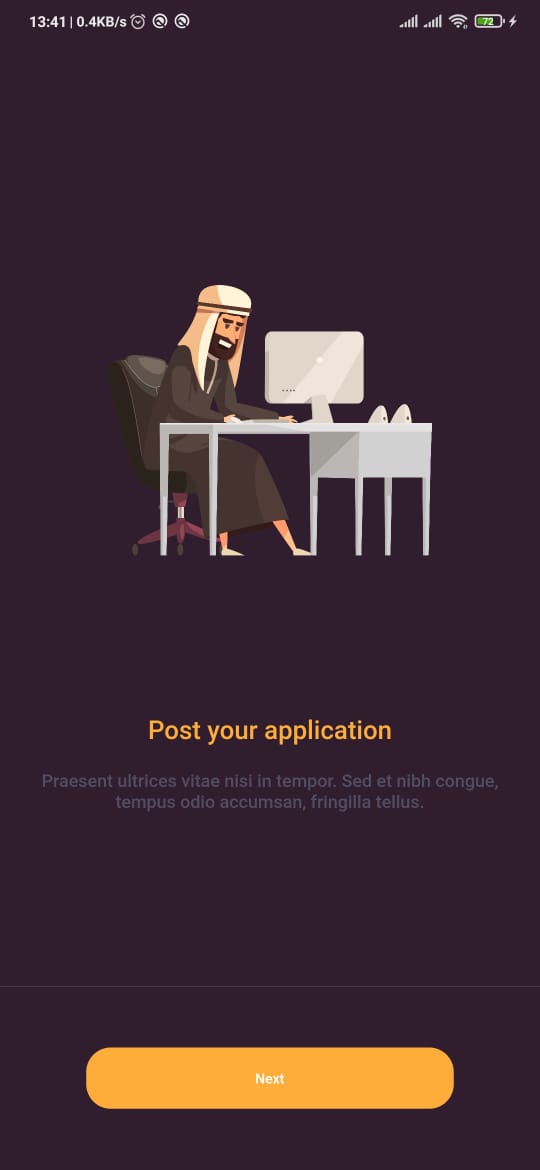 13:41 | 0.4KB/s
72
Post your application
Praesent ultrices vitae nisi in tempor. Sed et nibh congue,
tempus odio accumsan, fringilla tellus.
Next